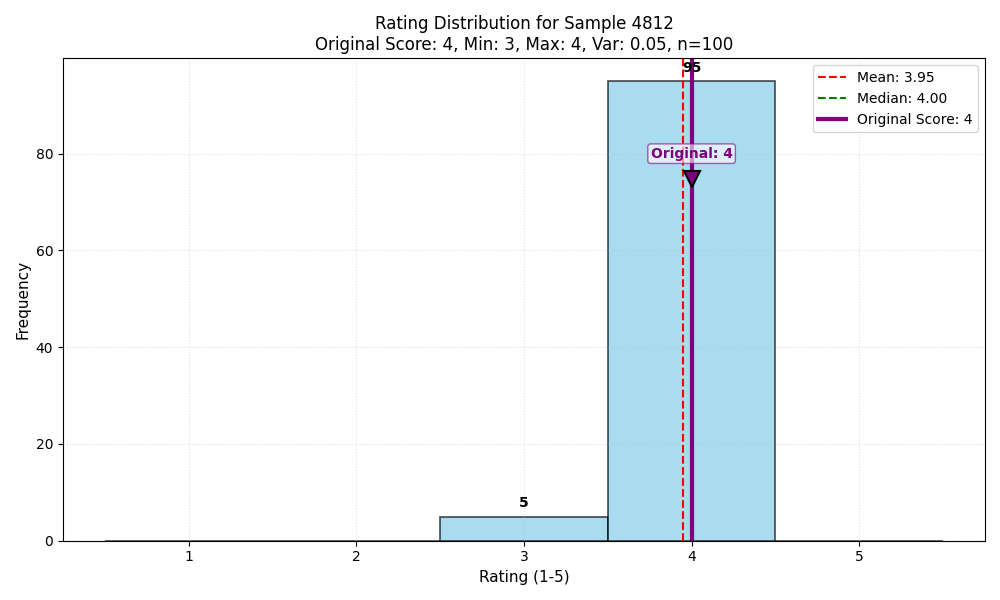 Rating Distribution for Sample 4812
Original Score: 4, Min: 3, Max: 4, Var: 0.05, n=100
95
Mean: 3.95
Median: 4.00
Original Score: 4
Original: 4
80
60
40
20
0
Frequency
5
1
2
3
4
5
Rating (1-5)